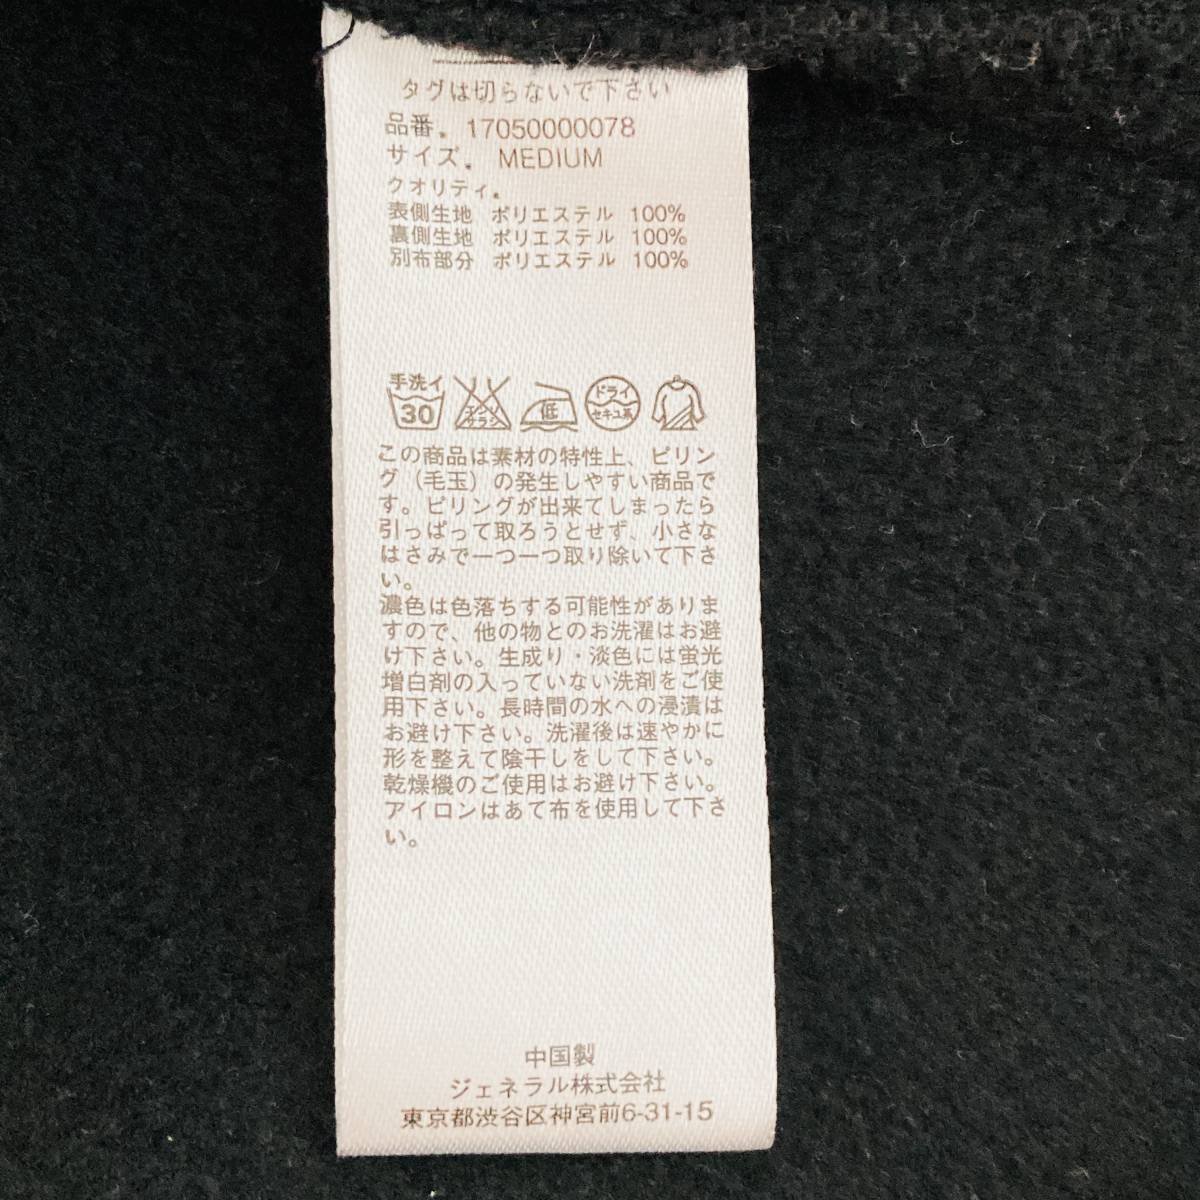 タグは切らないで下さい
品番. 17050000078
サイズ. MEDIUM
クオリティ.
表側生地 ポリエステル 100%
裏側生地 ポリエステル 100%
別布部分 ポリエステル 100%
手洗イ 30 エンソ サラシ 低 ドライ セキユ系
この商品は素材の特性上、ピリン
グ（毛玉）の発生しやすい商品で
す。ピリングが出来てしまったら
引っぱって取ろうとせず、小さな
はさみで一つ一つ取り除いて下さ
い。
濃色は色落ちする可能性がありま
すので、他の物とのお洗濯はお避
け下さい。生成り・淡色には蛍光
増白剤の入っていない洗剤をご使
用下さい。長時間の水への浸漬は
お避け下さい。洗濯後は速やかに
形を整えて陰干しをして下さい。
乾燥機のご使用はお避け下さい。
アイロンはあて布を使用して下さ
い。
中国製
ジェネラル株式会社
東京都渋谷区神宮前6-31-15